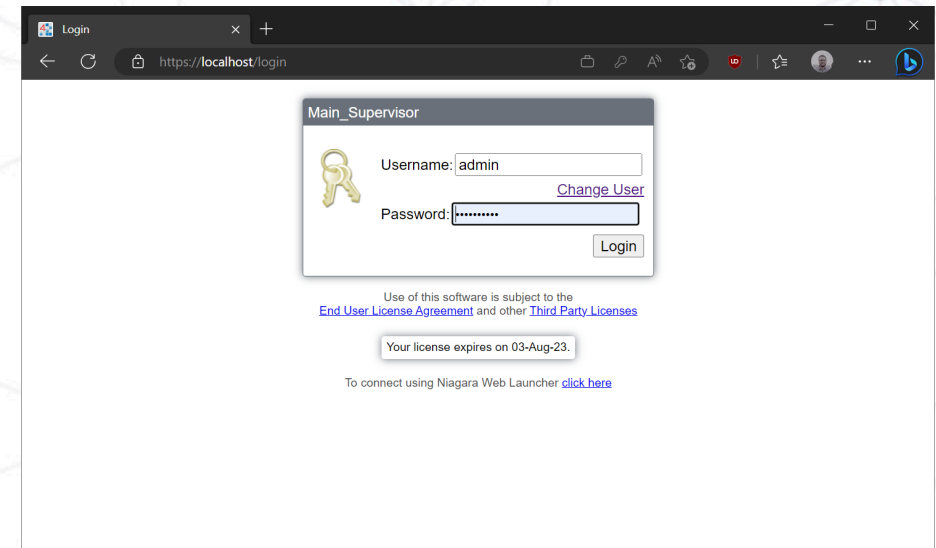 Login
https://localhost/login
Main_Supervisor
Username: admin
Change User
Password: ••••••••••
Login
Use of this software is subject to the
End User License Agreement and other Third Party Licenses
Your license expires on 03-Aug-23.
To connect using Niagara Web Launcher click here